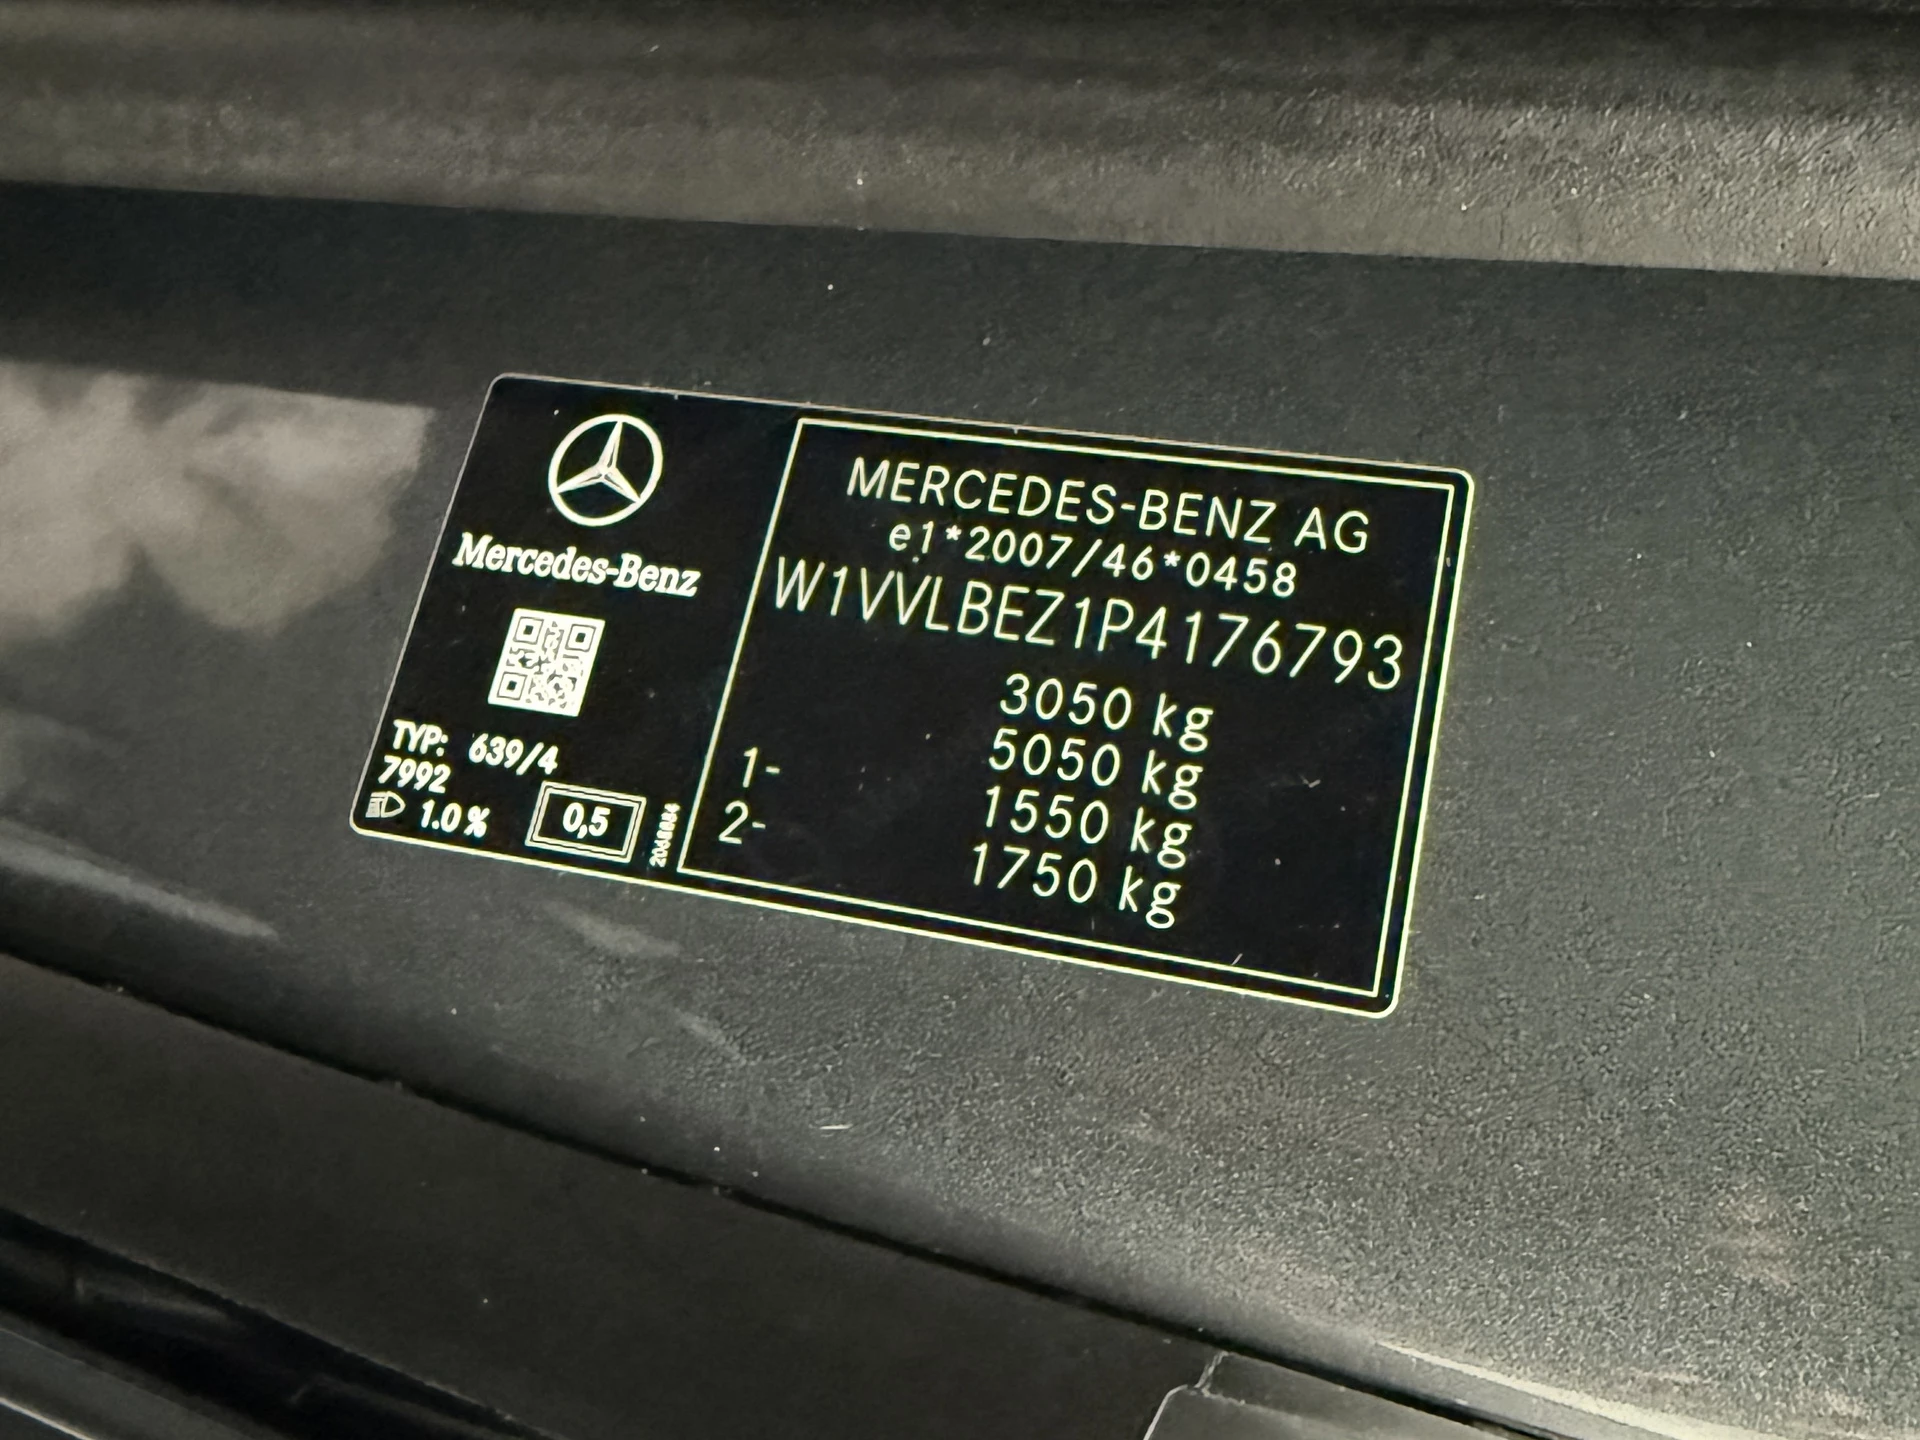 Mercedes-Benz
TYP: 639/4
7992
1.0 %
0,5
MERCEDES-BENZ AG
e1*2007/46*0458
W1VVLBEZ1P4176793
3050 kg
1- 5050 kg
2- 1550 kg
1750 kg